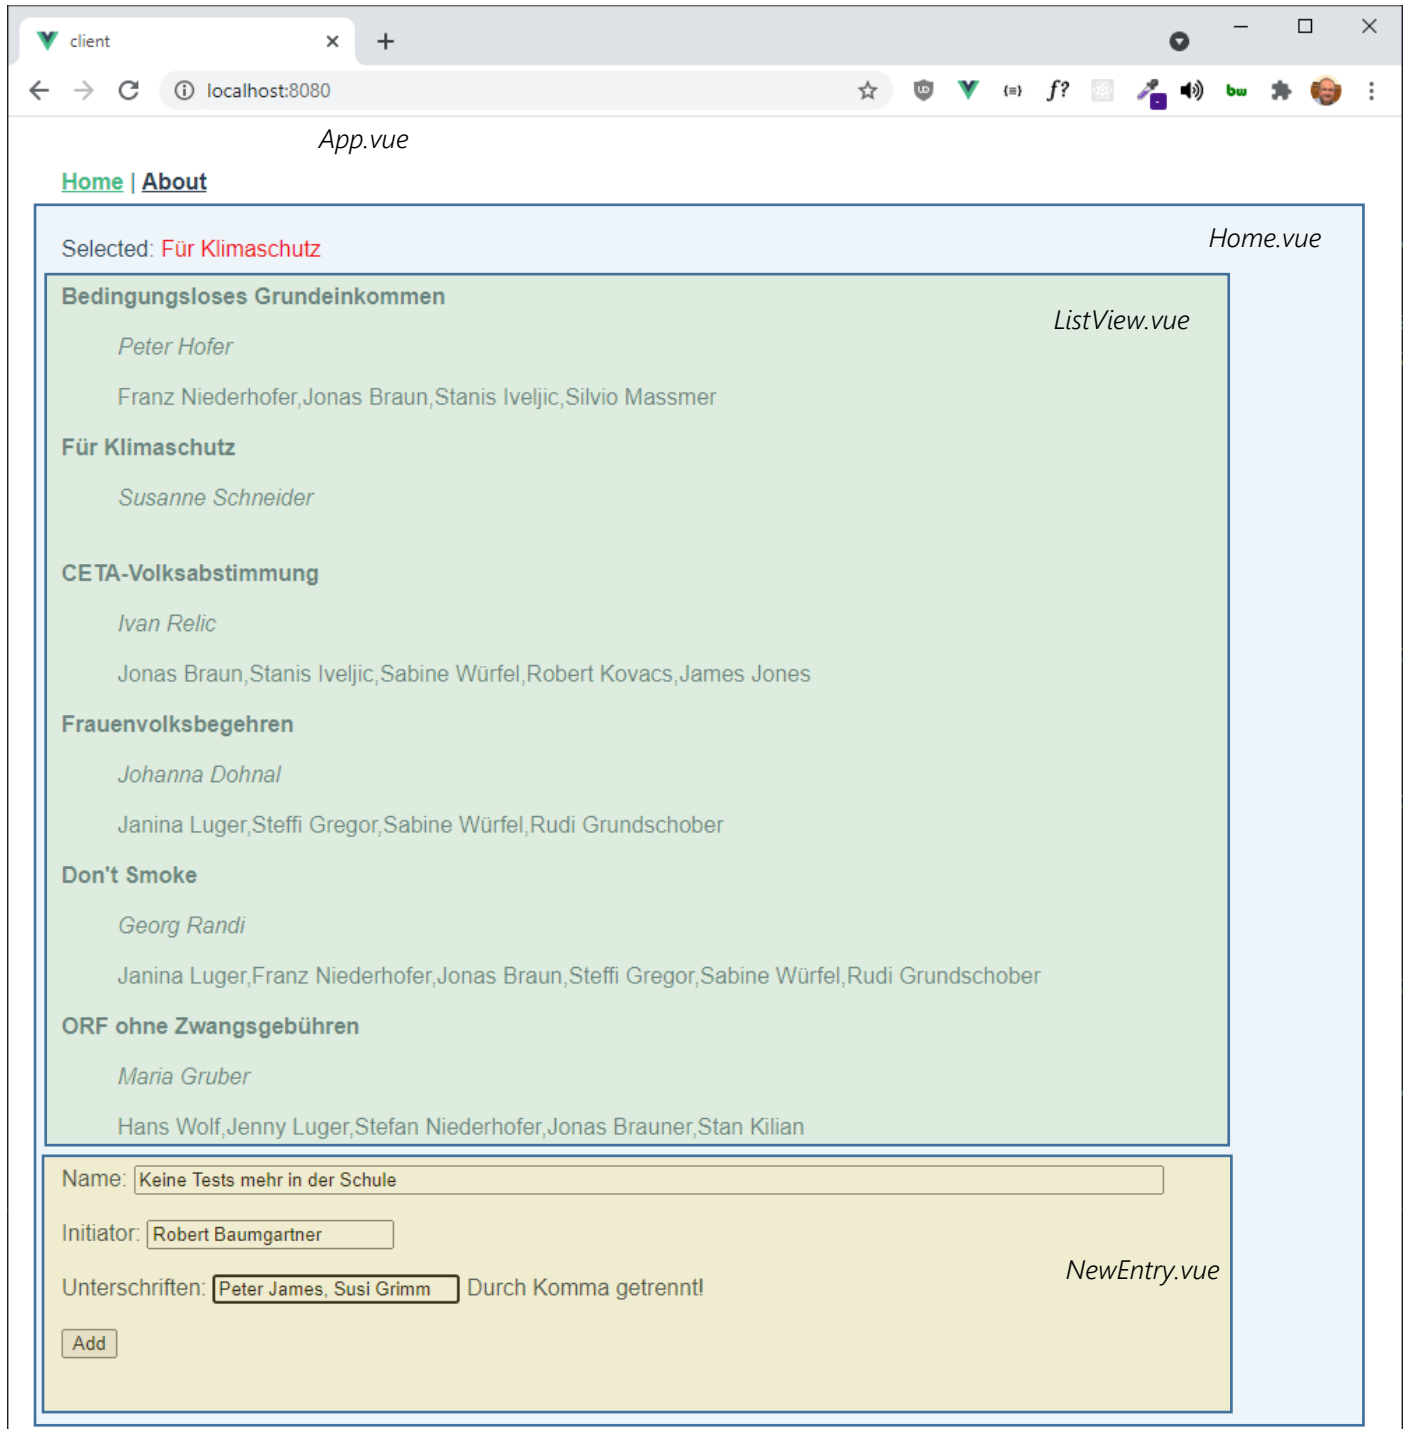 client
localhost:8080
UD
{=}
f?
bw
App.vue
Home | About
Home.vue
Selected: Für Klimaschutz
Bedingungsloses Grundeinkommen
ListView.vue
Peter Hofer
Franz Niederhofer,Jonas Braun,Stanis Iveljic,Silvio Massmer
Für Klimaschutz
Susanne Schneider
CETA-Volksabstimmung
Ivan Relic
Jonas Braun,Stanis Iveljic,Sabine Würfel,Robert Kovacs,James Jones
Frauenvolksbegehren
Johanna Dohnal
Janina Luger,Steffi Gregor,Sabine Würfel,Rudi Grundschober
Don't Smoke
Georg Randi
Janina Luger,Franz Niederhofer,Jonas Braun,Steffi Gregor,Sabine Würfel,Rudi Grundschober
ORF ohne Zwangsgebühren
Maria Gruber
Hans Wolf,Jenny Luger,Stefan Niederhofer,Jonas Brauner,Stan Kilian
Name: Keine Tests mehr in der Schule
Initiator: Robert Baumgartner
NewEntry.vue
Unterschriften: Peter James, Susi Grimm Durch Komma getrennt!
Add